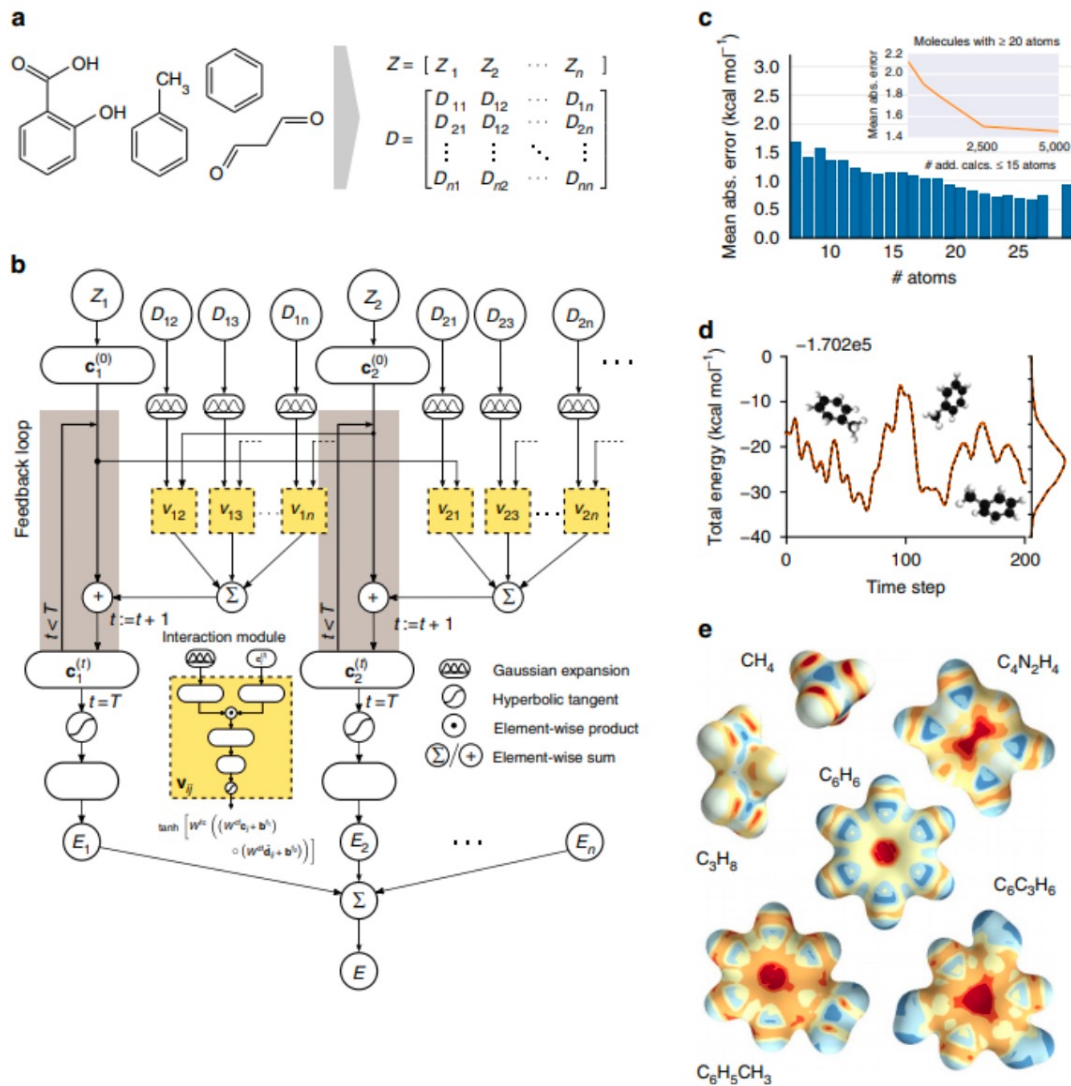 a
O
OH
OH
CH3
O
O
Z = [ Z1 Z2 ··· Zn ]
D = [ D11 D12 ··· D1n
D21 D12 ··· D2n
⋮ ⋮ ⋱ ⋮
Dn1 Dn2 ··· Dnn ]
b
Z1 D12 D13 D1n Z2 D21 D23 D2n
c1(0) c2(0) ···
Feedback loop
v12 v13 ··· v1n v21 v23 ··· v2n
+ Σ + Σ
t < T t := t + 1 t < T t := t + 1
Interaction module
c1(t) c2(t)
t = T t = T
vij
Gaussian expansion
Hyperbolic tangent
Element-wise product
Σ/+ Element-wise sum
E1 E2 ··· En
Σ
E
c
Mean abs. error (kcal mol−1)
3.0
2.5
2.0
1.5
1.0
0.5
0.0
10 15 20 25
# atoms
Molecules with ≥ 20 atoms
Mean abs. error
2.2
2.0
1.8
1.6
1.4
2,500 5,000
# add. calcs. ≤ 15 atoms
d
−1.702e5
Total energy (kcal mol−1)
0
−10
−20
−30
−40
0 100 200
Time step
e
CH4
C4N2H4
C6H6
C3H8
C6C3H6
C6H5CH3